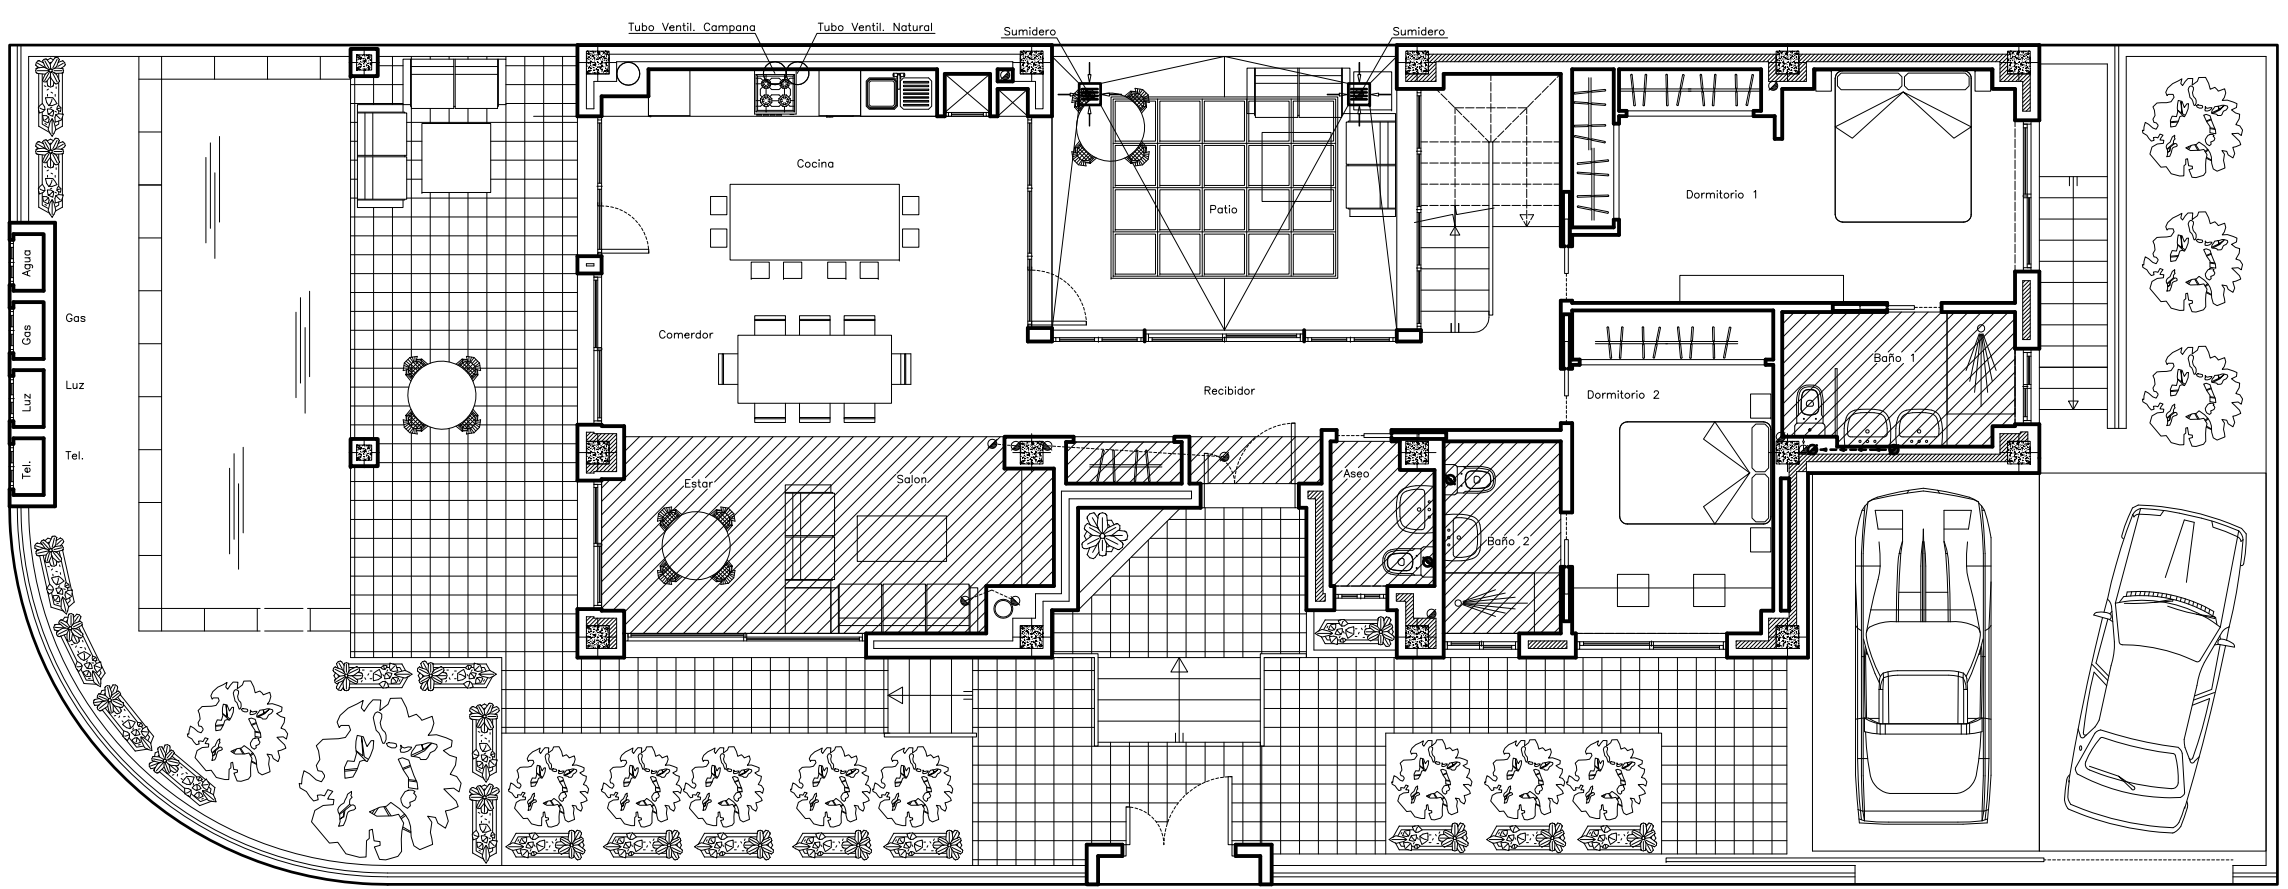 Tubo Ventil. Campana
Tubo Ventil. Natural
Sumidero
Sumidero
Cocina
Dormitorio 1
Patio
Agua
Gas
Gas
Comerdor
Baño 1
Luz
Luz
Recibidor
Dormitorio 2
Tel.
Tel.
Estar
Salon
Aseo
Baño 2